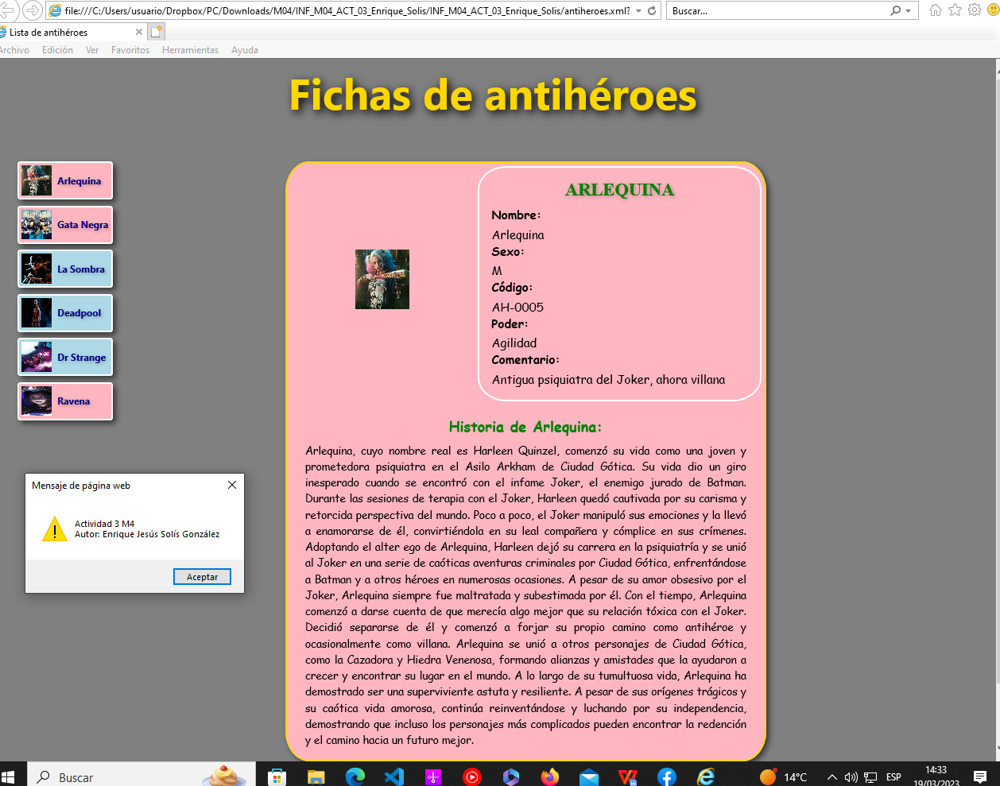 file:///C:/Users/usuario/Dropbox/PC/Downloads/M04/INF_M04_ACT_03_Enrique_Solis/INF_M04_ACT_03_Enrique_Solis/antiheroes.xml?
Buscar...
Lista de antihéroes
Archivo Edición Ver Favoritos Herramientas Ayuda
Fichas de antihéroes
Arlequina
Gata Negra
La Sombra
Deadpool
Dr Strange
Ravena
ARLEQUINA
Nombre:
Arlequina
Sexo:
M
Código:
AH-0005
Poder:
Agilidad
Comentario:
Antigua psiquiatra del Joker, ahora villana
Historia de Arlequina:
Arlequina, cuyo nombre real es Harleen Quinzel, comenzó su vida como una joven y
prometedora psiquiatra en el Asilo Arkham de Ciudad Gótica. Su vida dio un giro
inesperado cuando se encontró con el infame Joker, el enemigo jurado de Batman.
Durante las sesiones de terapia con el Joker, Harleen quedó cautivada por su carisma y
retorcida perspectiva del mundo. Poco a poco, el Joker manipuló sus emociones y la llevó
a enamorarse de él, convirtiéndola en su leal compañera y cómplice en sus crímenes.
Adoptando el alter ego de Arlequina, Harleen dejó su carrera en la psiquiatría y se unió
al Joker en una serie de caóticas aventuras criminales por Ciudad Gótica, enfrentándose
a Batman y a otros héroes en numerosas ocasiones. A pesar de su amor obsesivo por el
Joker, Arlequina siempre fue maltratada y subestimada por él. Con el tiempo, Arlequina
comenzó a darse cuenta de que merecía algo mejor que su relación tóxica con el Joker.
Decidió separarse de él y comenzó a forjar su propio camino como antihéroe y
ocasionalmente como villana. Arlequina se unió a otros personajes de Ciudad Gótica,
como la Cazadora y Hiedra Venenosa, formando alianzas y amistades que la ayudaron a
crecer y encontrar su lugar en el mundo. A lo largo de su tumultuosa vida, Arlequina ha
demostrado ser una superviviente astuta y resiliente. A pesar de sus orígenes trágicos y
su caótica vida amorosa, continúa reinventándose y luchando por su independencia,
demostrando que incluso los personajes más complicados pueden encontrar la redención
y el camino hacia un futuro mejor.
Mensaje de página web
Actividad 3 M4
Autor: Enrique Jesús Solís González
Aceptar
Buscar
14°C
ESP
14:33
19/03/2023